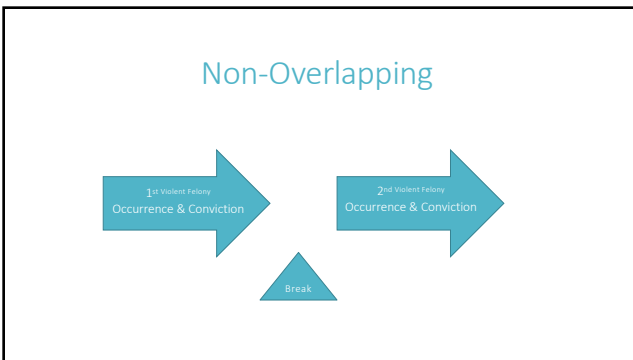 Non-Overlapping
1st Violent Felony
Occurrence & Conviction
2nd Violent Felony
Occurrence & Conviction
Break